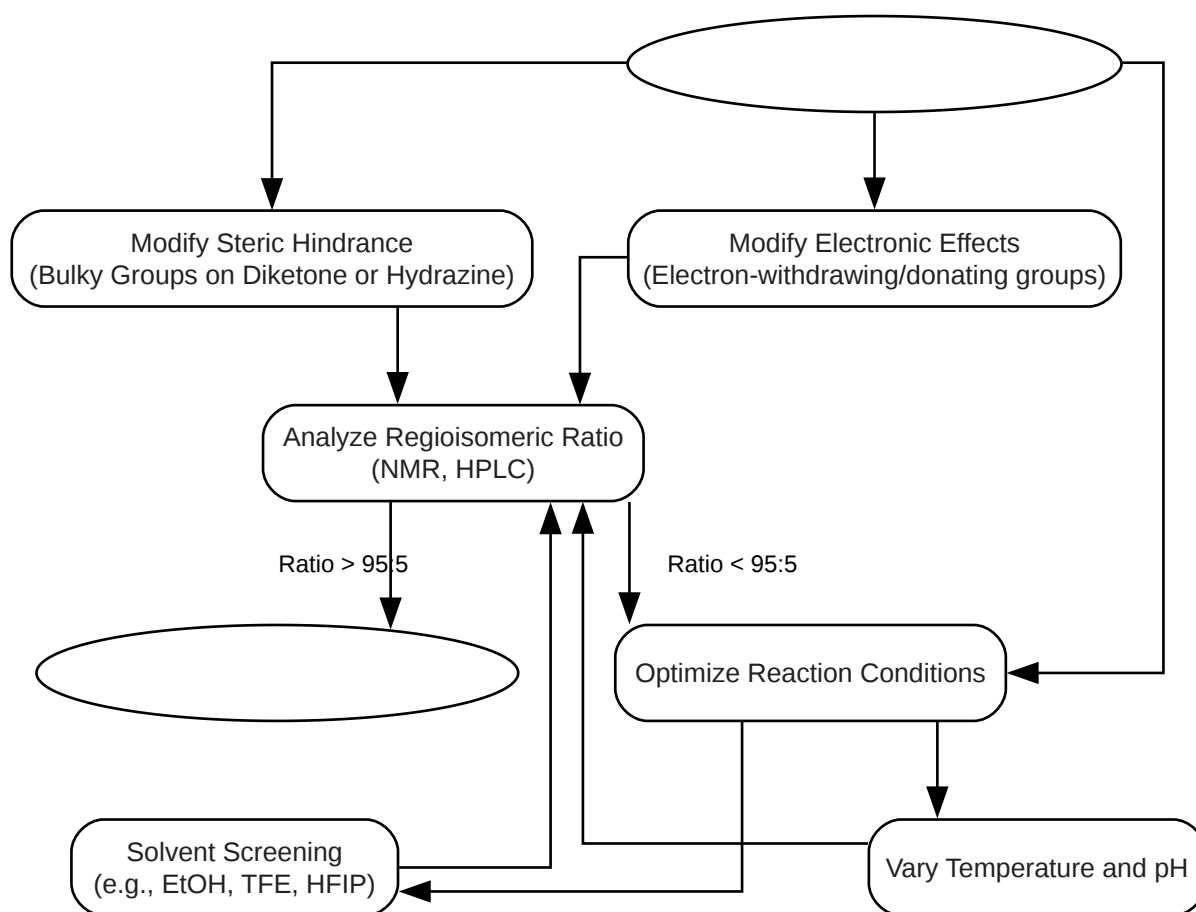 Modify Steric Hindrance
(Bulky Groups on Diketone or Hydrazine)
Modify Electronic Effects
(Electron-withdrawing/donating groups)
Analyze Regioisomeric Ratio
(NMR, HPLC)
Ratio > 95:5
Ratio < 95:5
Optimize Reaction Conditions
Solvent Screening
(e.g., EtOH, TFE, HFIP)
Vary Temperature and pH